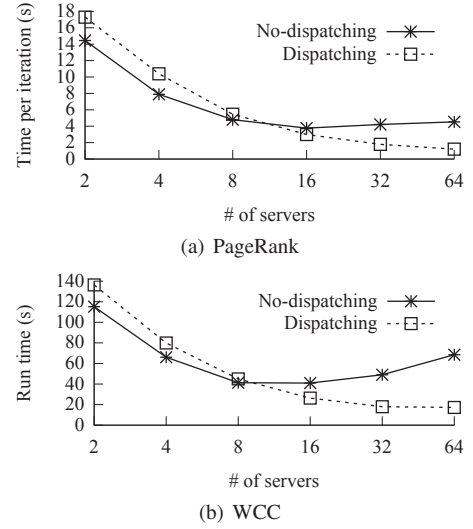 18
16
14
12
10
8
6
4
2
0
Time per iteration (s)
No-dispatching
Dispatching
2 4 8 16 32 64
# of servers
(a) PageRank
140
120
100
80
60
40
20
0
Run time (s)
No-dispatching
Dispatching
2 4 8 16 32 64
# of servers
(b) WCC